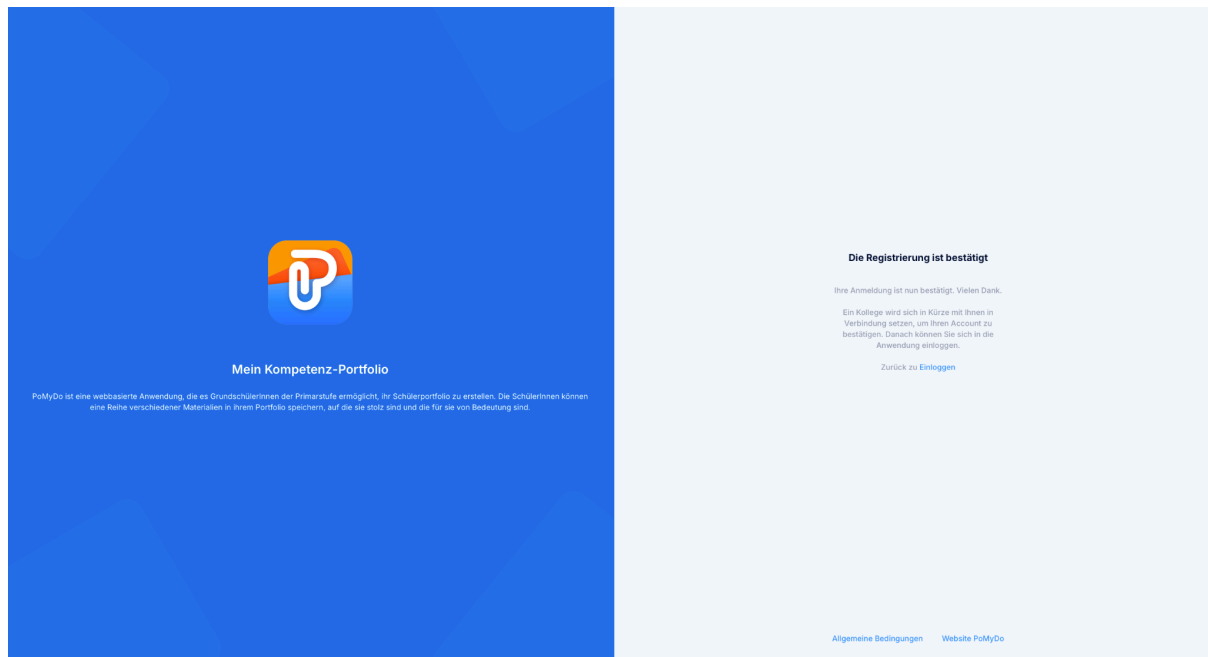 Mein Kompetenz-Portfolio
PoMyDo ist eine webbasierte Anwendung, die es GrundschülerInnen der Primarstufe ermöglicht, ihr Schülerportfolio zu erstellen. Die SchülerInnen können
eine Reihe verschiedener Materialien in ihrem Portfolio speichern, auf die sie stolz sind und die für sie von Bedeutung sind.
Die Registrierung ist bestätigt
Ihre Anmeldung ist nun bestätigt. Vielen Dank.
Ein Kollege wird sich in Kürze mit Ihnen in
Verbindung setzen, um Ihren Account zu
bestätigen. Danach können Sie sich in die
Anwendung einloggen.
Zurück zu Einloggen
Allgemeine Bedingungen Website PoMyDo